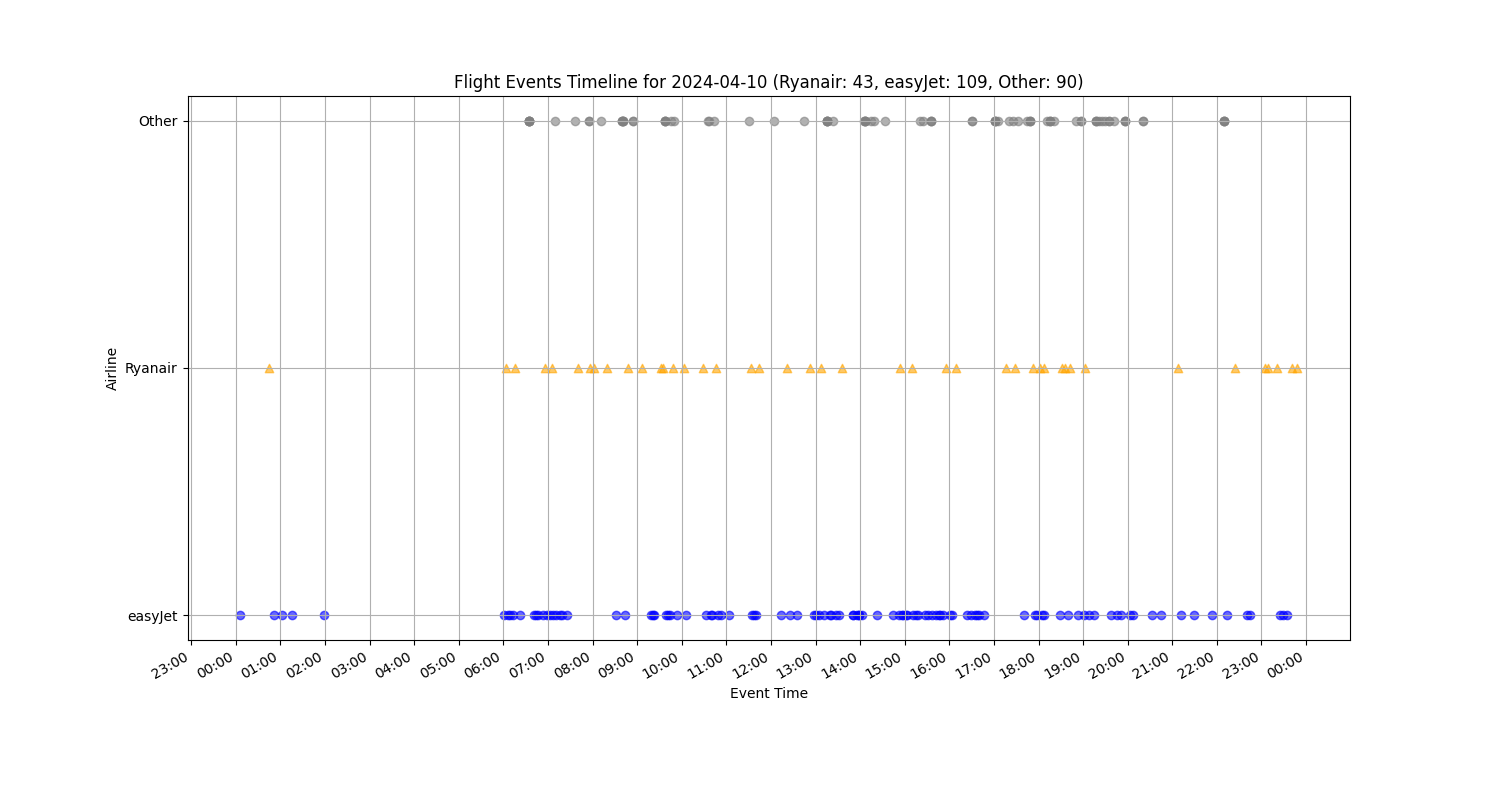 Flight Events Timeline for 2024-04-10 (Ryanair: 43, easyJet: 109, Other: 90)
Other
Ryanair
easyJet
Airline
23:00 00:00 01:00 02:00 03:00 04:00 05:00 06:00 07:00 08:00 09:00 10:00 11:00 12:00 13:00 14:00 15:00 16:00 17:00 18:00 19:00 20:00 21:00 22:00 23:00 00:00
Event Time